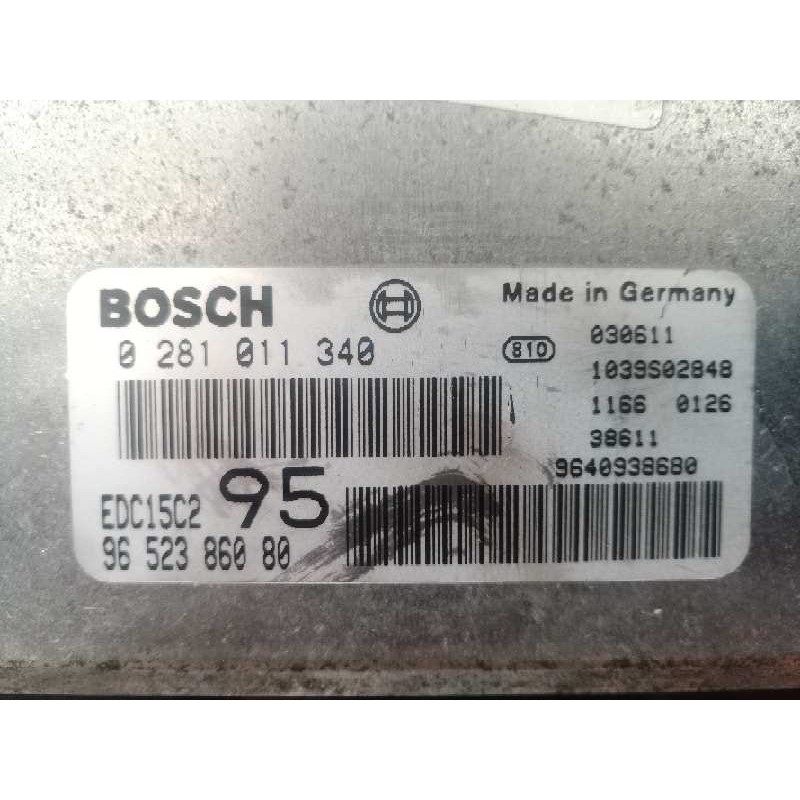 BOSCH
Made in Germany
0 281 011 340
810
030611
1039S02848
1166 0126
38611
9640938680
EDC15C2 95
96 523 860 80